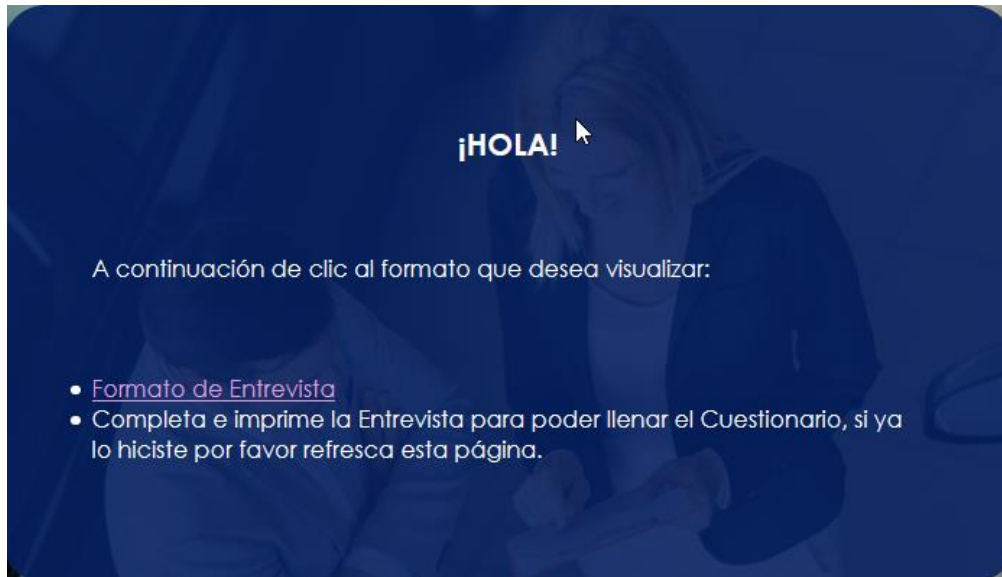 ¡HOLA!
A continuación de clic al formato que desea visualizar:
• Formato de Entrevista
• Completa e imprime la Entrevista para poder llenar el Cuestionario, si ya
lo hiciste por favor refresca esta página.